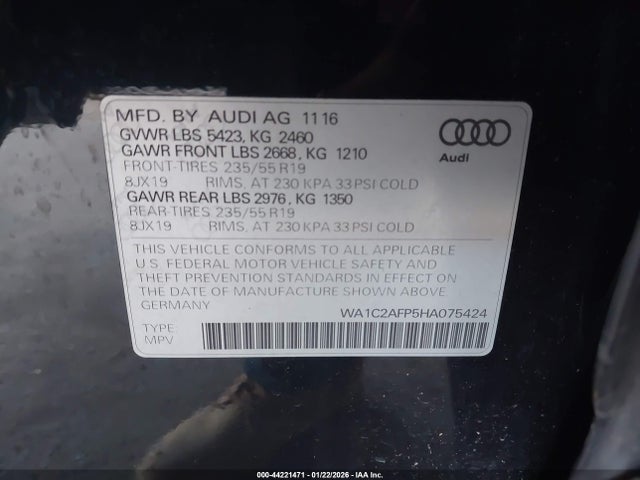 MFD. BY AUDI AG 11 16
GVWR LBS 5423, KG 2460
GAWR FRONT LBS 2668, KG 1210
FRONT-TIRES 235/55 R19
8JX19 RIMS, AT 230 KPA 33 PSI COLD
GAWR REAR LBS 2976, KG 1350
REAR-TIRES 235/55 R19
8JX19 RIMS, AT 230 KPA 33 PSI COLD
Audi
THIS VEHICLE CONFORMS TO ALL APPLICABLE
U.S. FEDERAL MOTOR VEHICLE SAFETY AND
THEFT PREVENTION STANDARDS IN EFFECT ON
THE DATE OF MANUFACTURE SHOWN ABOVE.
GERMANY
WA1C2AFP5HA075424
TYPE:
MPV
000-44221471 - 01/22/2026 - IAA Inc.